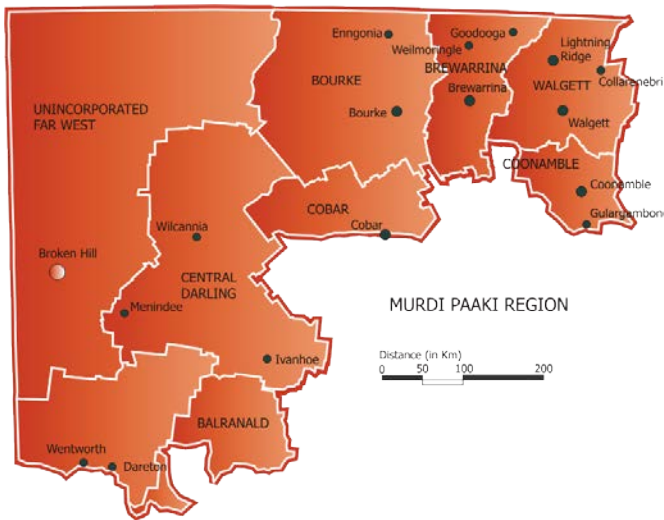 Enngonia
Goodooga
Weilmoringle
Lightning
Ridge
BREWARRINA
BOURKE
Collarenebri
WALGETT
Brewarrina
UNINCORPORATED
FAR WEST
Bourke
Walgett
COONAMBLE
Coonamble
COBAR
Gulargambone
Cobar
Wilcannia
Broken Hill
CENTRAL
DARLING
Menindee
MURDI PAAKI REGION
Ivanhoe
Distance (in Km)
0 50 100 200
BALRANALD
Wentworth
Dareton